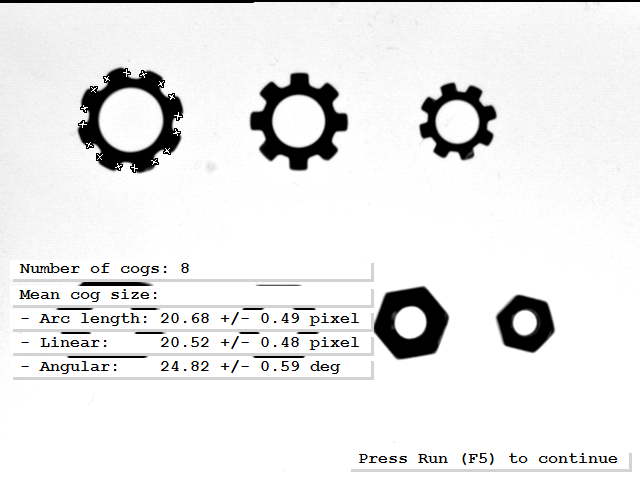 Number of cogs: 8
Mean cog size:
- Arc length: 20.68 +/- 0.49 pixel
- Linear: 20.52 +/- 0.48 pixel
- Angular: 24.82 +/- 0.59 deg
Press Run (F5) to continue